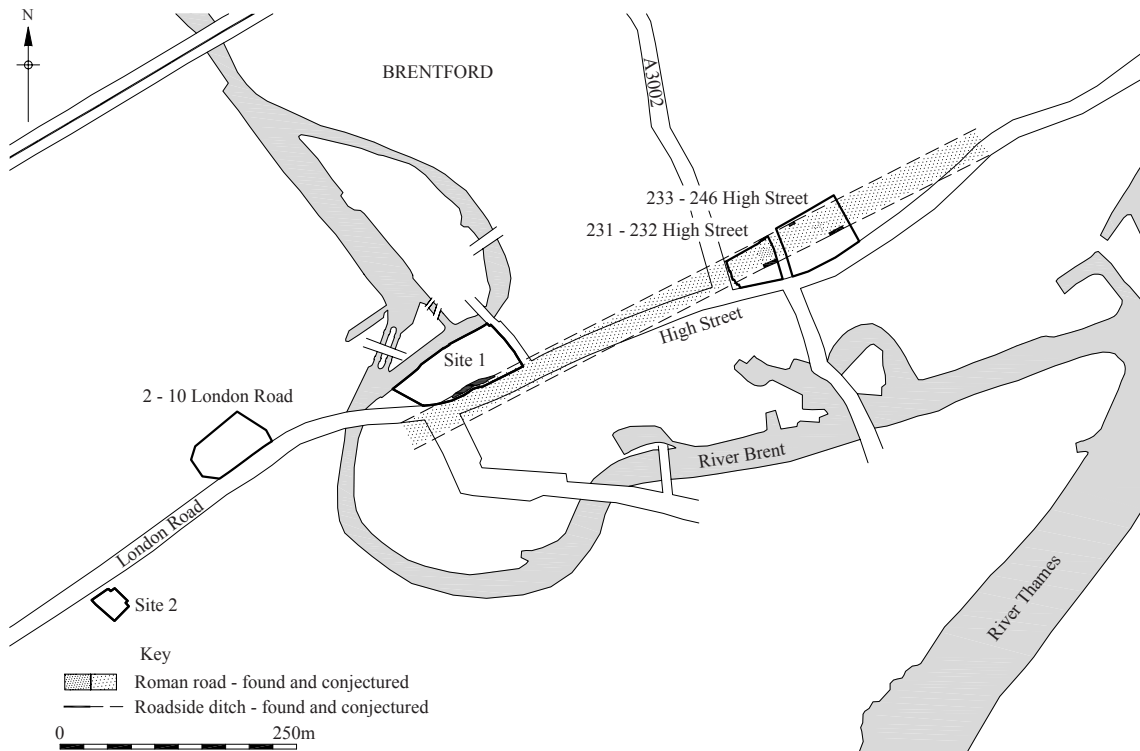 N
BRENTFORD
A3002
233 - 246 High Street
231 - 232 High Street
High Street
Site 1
2 - 10 London Road
River Brent
London Road
Site 2
River Thames
Key
Roman road - found and conjectured
Roadside ditch - found and conjectured
0 250m